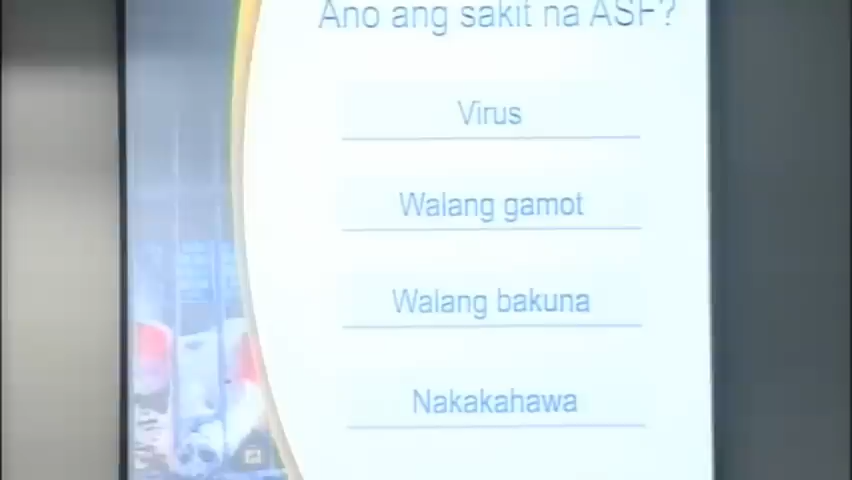 Ano ang sakit na ASF?
Virus
Walang gamot
Walang bakuna
Nakakahawa